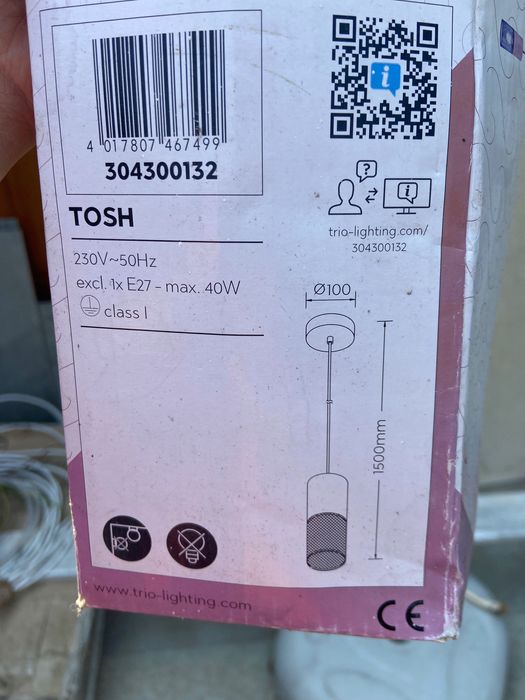 4 017807 467499
304300132
TOSH
230V~50Hz
excl. 1x E27 - max. 40W
class I
?
i
i
trio-lighting.com/
304300132
Ø100
1500mm
www.trio-lighting.com
CE